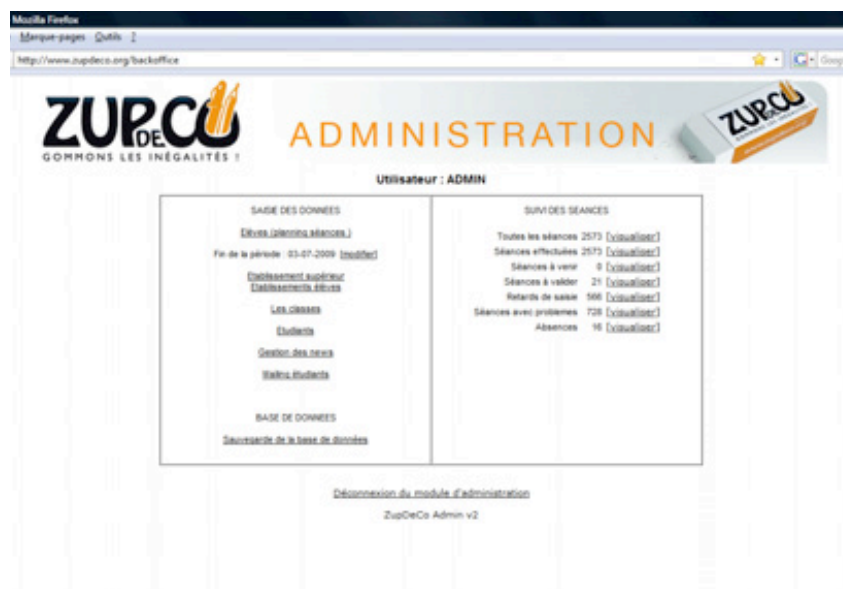 Mozilla Firefox
Marque-pages Outils ?
http://www.zupdeco.org/backoffice
Goog
ZUPDECO
GOMMONS LES INÉGALITÉS !
ADMINISTRATION
ZUPDECO
Utilisateur : ADMIN
SAISIE DES DONNEES
Elèves (planning séances )
Fin de la période : 03-07-2009 [modifier]
Etablissement supérieur
Etablissements élèves
Les classes
Etudiants
Gestion des news
Mailing étudiants
BASE DE DONNEES
Sauvegarde de la base de données
SUIVI DES SEANCES
Toutes les séances 2573 [visualiser]
Séances effectuées 2573 [visualiser]
Séances à venir 0 [visualiser]
Séances à valider 21 [visualiser]
Retards de saisie 566 [visualiser]
Séances avec problemes 728 [visualiser]
Absences 16 [visualiser]
Déconnexion du module d'administration
ZupDeCo Admin v2